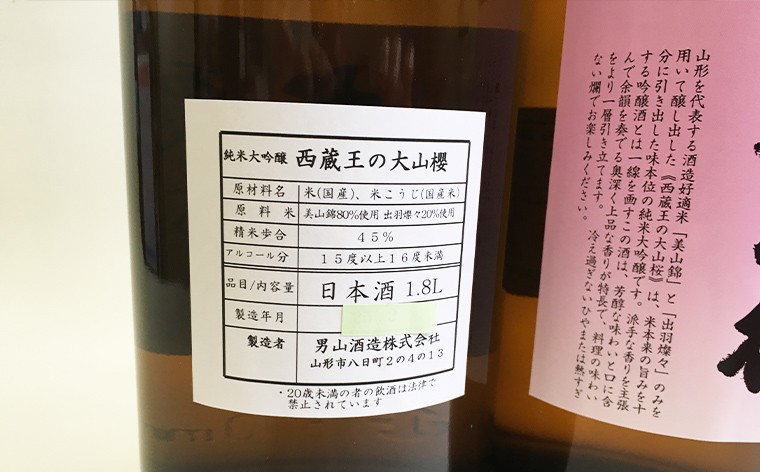 純米大吟醸 西蔵王の大山櫻
原材料名 米(国産)、米こうじ(国産米)
原料米 美山錦80%使用 出羽燦々20%使用
精米歩合 45%
アルコール分 15度以上16度未満
品目/内容量 日本酒 1.8L
製造年月
製造者 男山酒造株式会社
山形市八日町2の4の13
・20歳未満の者の飲酒は法律で
禁止されています
山形を代表する酒造好適米「美山錦」と「出羽燦々」のみを
用いて醸し出した《西蔵王の大山桜》は、米本来の旨みを十
分に引き出した味本位の純米大吟醸です。派手な香りを主張
する吟醸酒とは一線を画すこの酒は、芳醇な味わいと口に含
んで余韻を奏でる奥深く上品な香りが特長で、料理の味わい
をより一層引き立てます。 冷え過ぎないひやまたは熱すぎ
ない燗でお楽しみください。